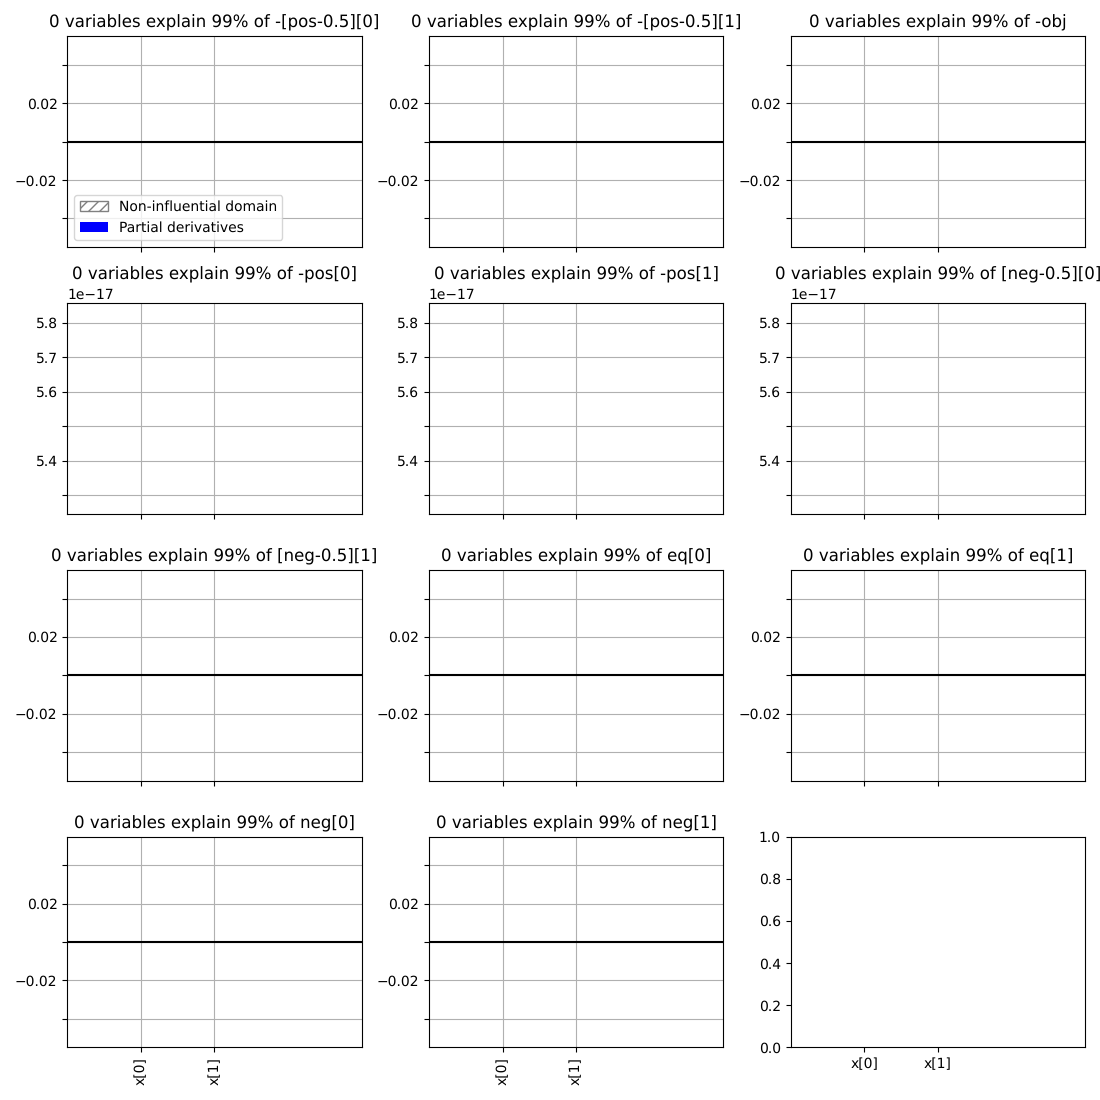 0 variables explain 99% of -[pos-0.5][0]
0 variables explain 99% of -[pos-0.5][1]
0 variables explain 99% of -obj
0.02
−0.02
Non-influential domain
Partial derivatives
0.02
−0.02
0.02
−0.02
0 variables explain 99% of -pos[0]
0 variables explain 99% of -pos[1]
0 variables explain 99% of [neg-0.5][0]
1e−17
5.8
5.7
5.6
5.4
1e−17
5.8
5.7
5.6
5.4
1e−17
5.8
5.7
5.6
5.4
0 variables explain 99% of [neg-0.5][1]
0 variables explain 99% of eq[0]
0 variables explain 99% of eq[1]
0.02
−0.02
0.02
−0.02
0.02
−0.02
0 variables explain 99% of neg[0]
0 variables explain 99% of neg[1]
0.02
−0.02
x[0]
x[1]
0.02
−0.02
x[0]
x[1]
1.0
0.8
0.6
0.4
0.2
0.0
x[0]
x[1]